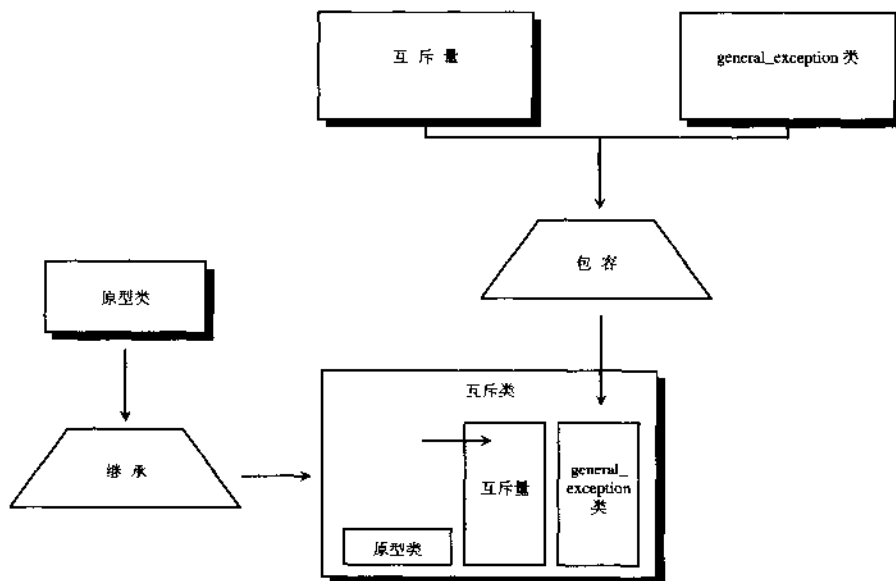 互斥量
general_exception 类
包容
原型类
互斥类
继承
互斥量
general_
exception
类
原型类